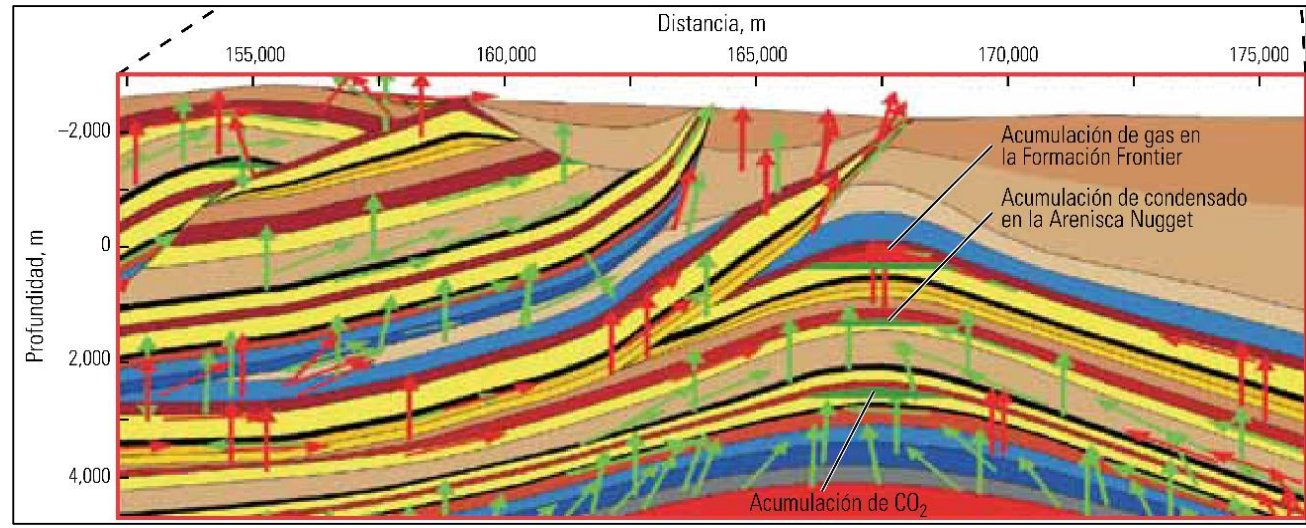 Distancia, m
155,000 160,000 165,000 170,000 175,000
Profundidad, m
–2,000
0
2,000
4,000
Acumulación de gas en
la Formación Frontier
Acumulación de condensado
en la Arenisca Nugget
Acumulación de CO₂